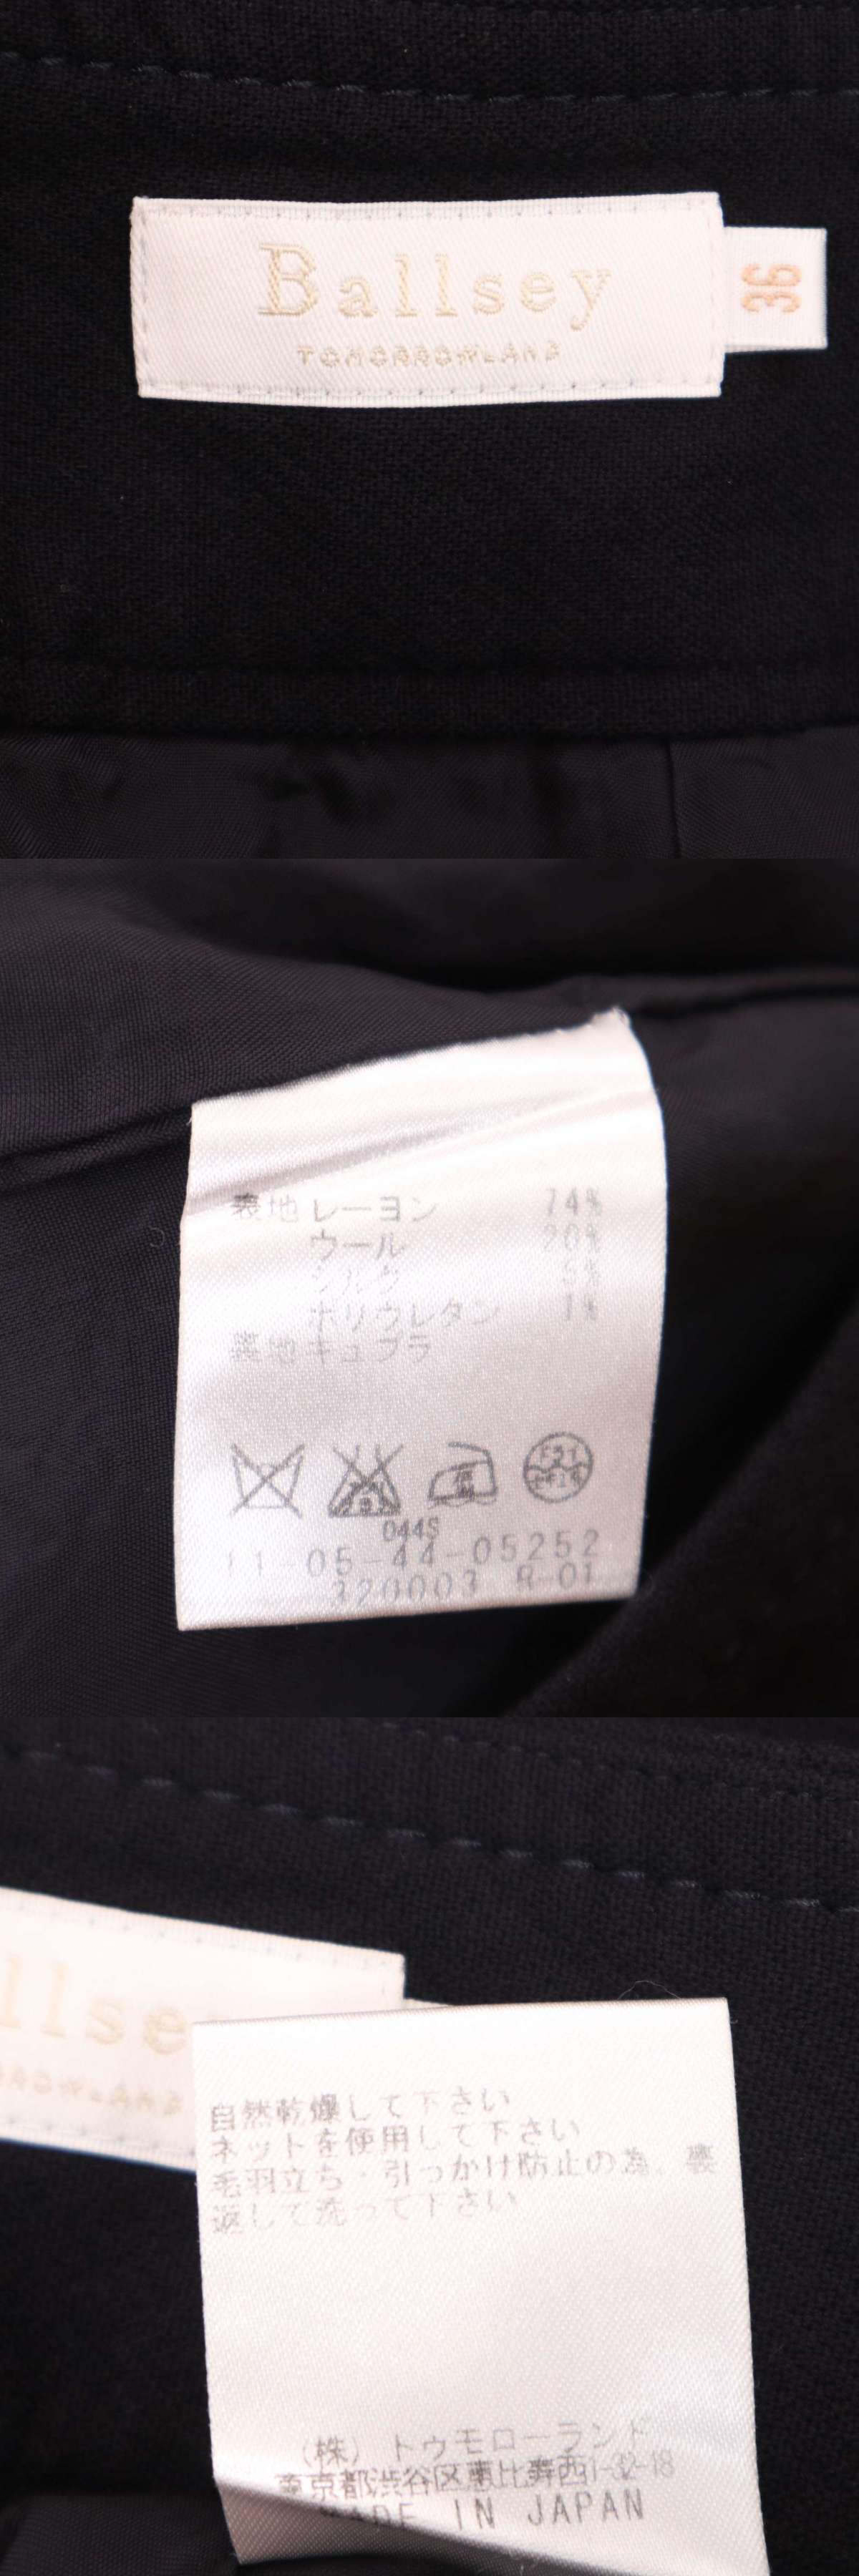 Ballsey
TOMORROWLAND
36
表地 レーヨン 74%
ウール 20%
シルク 5%
ポリウレタン 1%
裏地 キュプラ
044S
11-05-44-05252
320003 R-01
llse
自然乾燥して下さい
ネットを使用して下さい
毛羽立ち・引っかけ防止の為、裏
返して洗って下さい
(株) トゥモローランド
東京都渋谷区恵比寿西1-32-18
MADE IN JAPAN